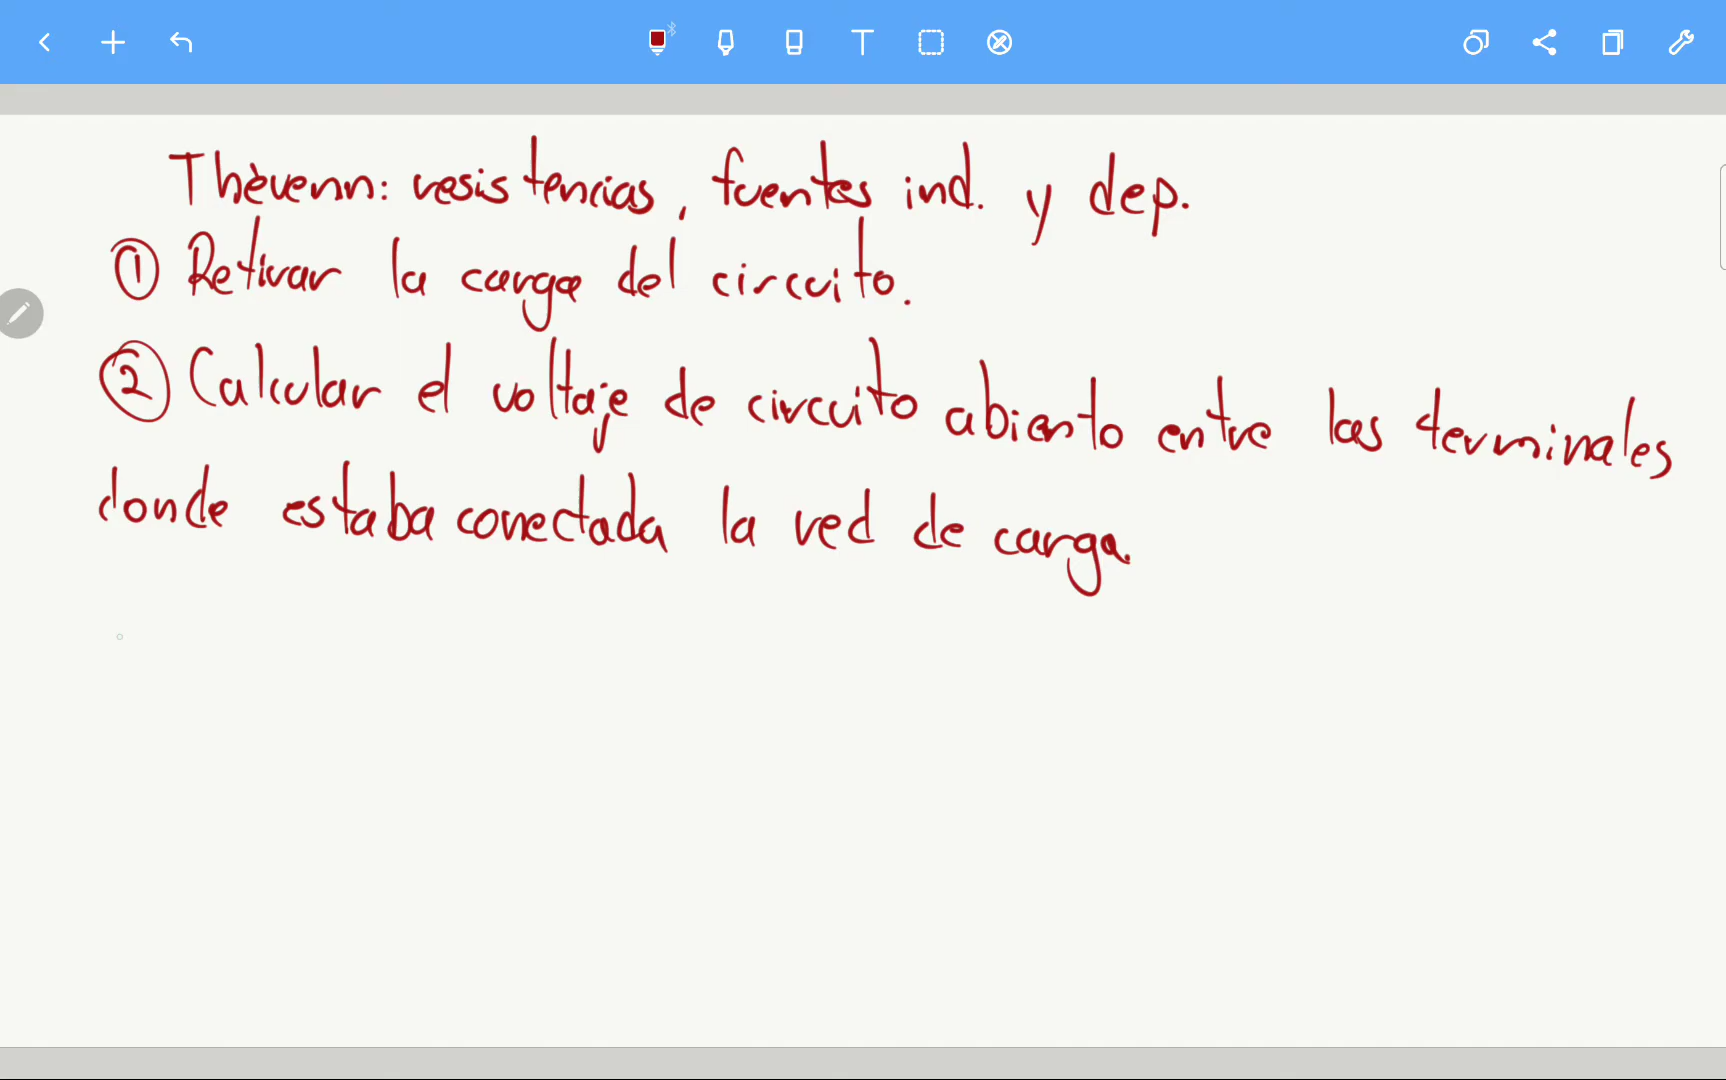 Thèvenin: resistencias, fuentes ind. y dep.
① Retirar la carga del circuito.
② Calcular el voltaje de circuito abierto entre las terminales
donde estaba conectada la red de carga.